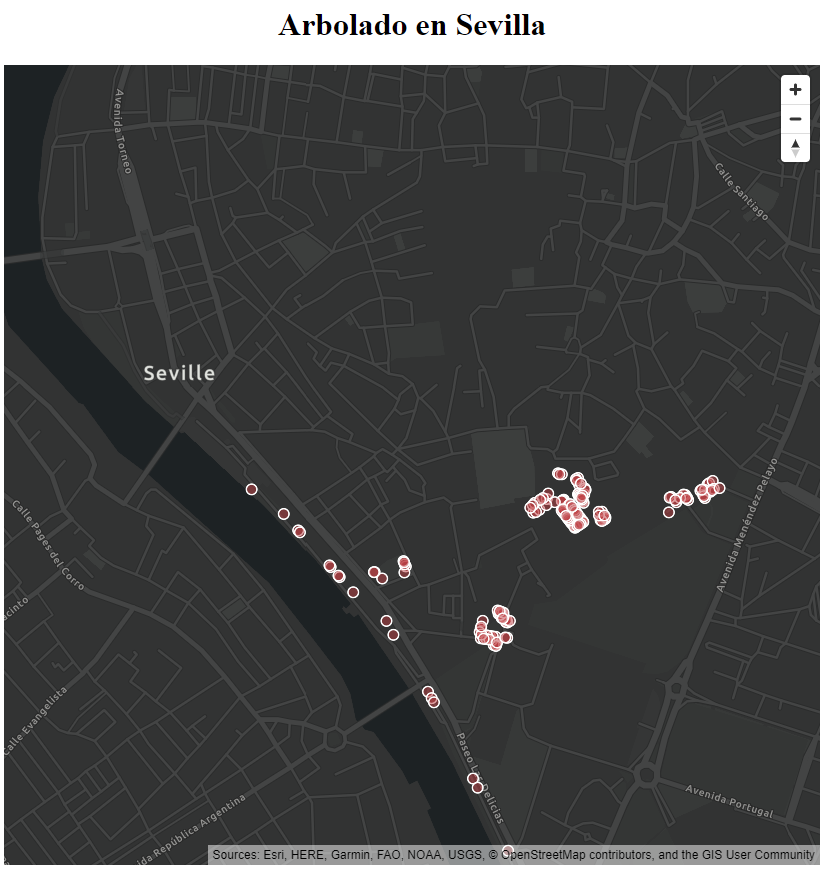 Arbolado en Sevilla
Avenida Torneo
Calle Santiago
Seville
Avenida Menéndez Pelayo
Calle Pages del Corro
acinto
Calle Evangelista
Paseo Las Delicias
Avenida Portugal
ida República Argentina
Sources: Esri, HERE, Garmin, FAO, NOAA, USGS, © OpenStreetMap contributors, and the GIS User Community